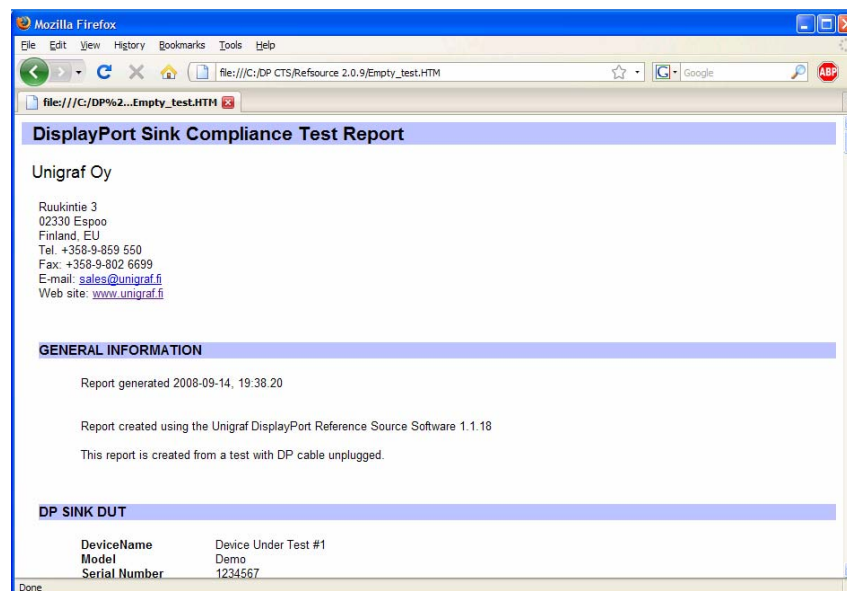 Mozilla Firefox
File Edit View History Bookmarks Tools Help
file:///C:/DP CTS/Refsource 2.0.9/Empty_test.HTM
G Google
ABP
file:///C:/DP%2...Empty_test.HTM
DisplayPort Sink Compliance Test Report
Unigraf Oy
Ruukintie 3
02330 Espoo
Finland, EU
Tel. +358-9-859 550
Fax: +358-9-802 6699
E-mail: sales@unigraf.fi
Web site: www.unigraf.fi
GENERAL INFORMATION
Report generated 2008-09-14, 19:38.20
Report created using the Unigraf DisplayPort Reference Source Software 1.1.18
This report is created from a test with DP cable unplugged.
DP SINK DUT
DeviceName Device Under Test #1
Model Demo
Serial Number 1234567
Done